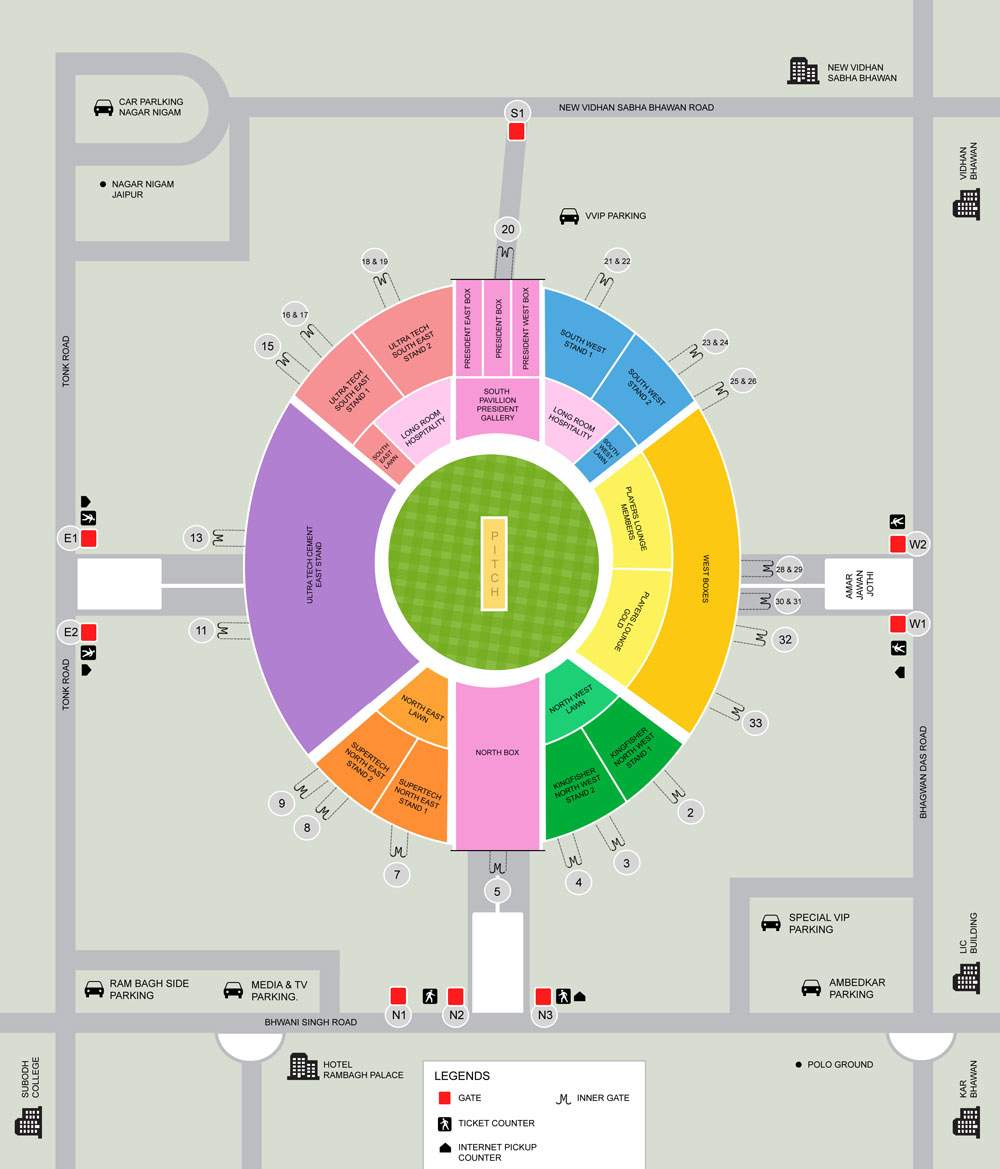 NEW VIDHAN
SABHA BHAWAN
CAR PARLKING
NAGAR NIGAM
S1
NEW VIDHAN SABHA BHAWAN ROAD
VIDHAN
BHAWAN
NAGAR NIGAM
JAIPUR
VVIP PARKING
20
18 & 19
21 & 22
16 & 17
15
23 & 24
25 & 26
TONK ROAD
ULTRA TECH
SOUTH EAST
STAND 2
ULTRA TECH
SOUTH EAST
STAND 1
PRESIDENT EAST BOX
PRESIDENT BOX
PRESIDENT WEST BOX
SOUTH WEST
STAND 1
SOUTH WEST
STAND 2
SOUTH
PAVILLION
PRESIDENT
GALLERY
LONG ROOM
HOSPITALITY
LONG ROOM
HOSPITALITY
SOUTH
EAST
LAWN
SOUTH
WEST
LAWN
PLAYERS LOUNGE
MEMBERS
PLAYERS LOUNGE
GOLD
WEST BOXES
ULTRA TECH CEMENT
EAST STAND
PITCH
E1
13
W2
28 & 29
30 & 31
AMAR
JAWAN
JOTHI
E2
11
W1
32
33
TONK ROAD
NORTH EAST
LAWN
SUPERTECH
NORTH EAST
STAND 2
SUPERTECH
NORTH EAST
STAND 1
NORTH BOX
NORTH WEST
LAWN
KINGFISHER
NORTH WEST
STAND 1
KINGFISHER
NORTH WEST
STAND 2
BHAGWAN DAS ROAD
9
8
7
5
4
3
2
SPECIAL VIP
PARKING
LIC
BUILDING
RAM BAGH SIDE
PARKING
MEDIA & TV
PARKING.
AMBEDKAR
PARKING
N1
N2
N3
BHWANI SINGH ROAD
SUBODH
COLLEGE
HOTEL
RAMBAGH PALACE
POLO GROUND
KAR
BHAWAN
LEGENDS
GATE
INNER GATE
TICKET COUNTER
INTERNET PICKUP
COUNTER